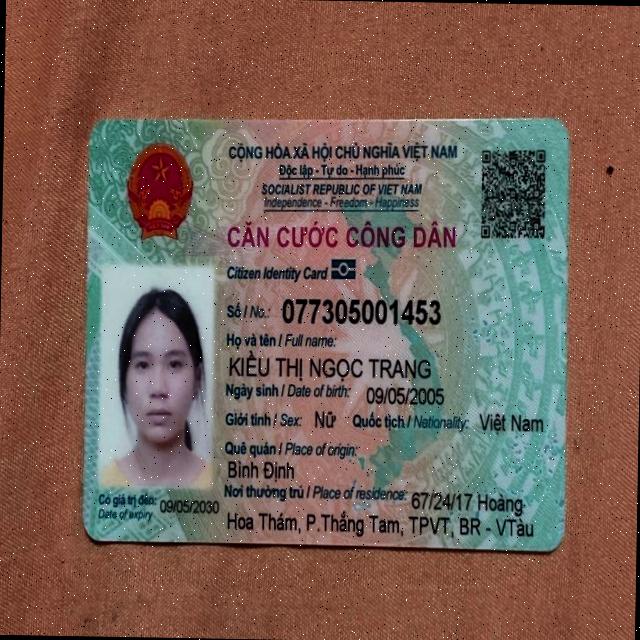 CỘNG HÒA XÃ HỘI CHỦ NGHĨA VIỆT NAM
Độc lập - Tự do - Hạnh phúc
SOCIALIST REPUBLIC OF VIET NAM
Independence - Freedom - Happiness
CĂN CƯỚC CÔNG DÂN
Citizen Identity Card
Số / No.: 077305001453
Họ và tên / Full name:
KIỀU THỊ NGỌC TRANG
Ngày sinh / Date of birth: 09/05/2005
Giới tính / Sex: Nữ Quốc tịch / Nationality: Việt Nam
Quê quán / Place of origin:
Bình Định
Nơi thường trú / Place of residence: 67/24/17 Hoàng
Hoa Thám, P.Thắng Tam, TPVT, BR - VTàu
Có giá trị đến: 09/05/2030
Date of expiry